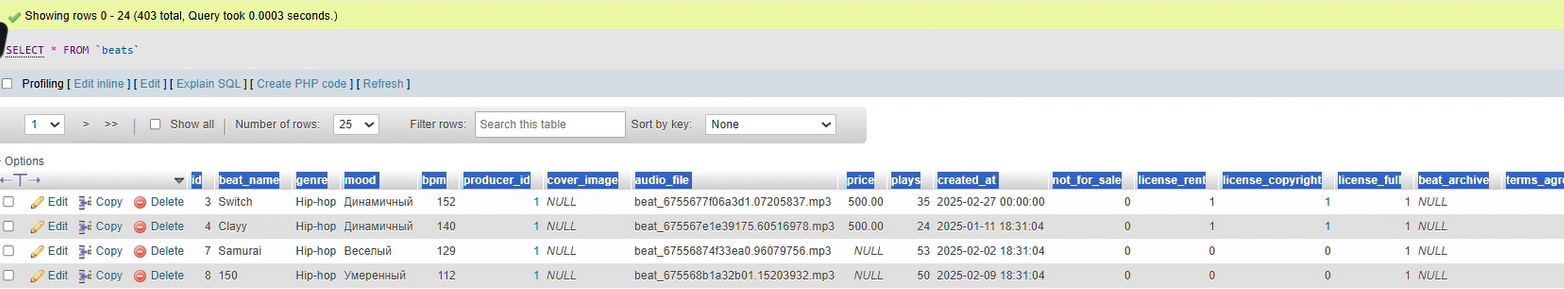 Showing rows 0 - 24 (403 total, Query took 0.0003 seconds.)
SELECT * FROM `beats`
Profiling [ Edit inline ] [ Edit ] [ Explain SQL ] [ Create PHP code ] [ Refresh ]
1 > >> Show all Number of rows: 25 Filter rows: Search this table Sort by key: None
Options
id beat_name genre mood bpm producer_id cover_image audio_file price plays created_at not_for_sale license_rent license_copyright license_full beat_archive
Edit Copy Delete 3 Switch Hip-hop Динамичный 152 1 NULL beat_6755677f06a3d1.07205837.mp3 500.00 35 2025-02-27 00:00:00 0 1 1 1 NULL
Edit Copy Delete 4 Clayy Hip-hop Динамичный 140 1 NULL beat_675567e1e39175.60516978.mp3 500.00 24 2025-01-11 18:31:04 0 1 1 1 NULL
Edit Copy Delete 7 Samurai Hip-hop Веселый 129 1 NULL beat_67556874f33ea0.96079756.mp3 NULL 53 2025-02-02 18:31:04 0 0 0 1 NULL
Edit Copy Delete 8 150 Hip-hop Умеренный 112 1 NULL beat_675568b1a32b01.15203932.mp3 NULL 50 2025-02-09 18:31:04 0 0 0 1 NULL